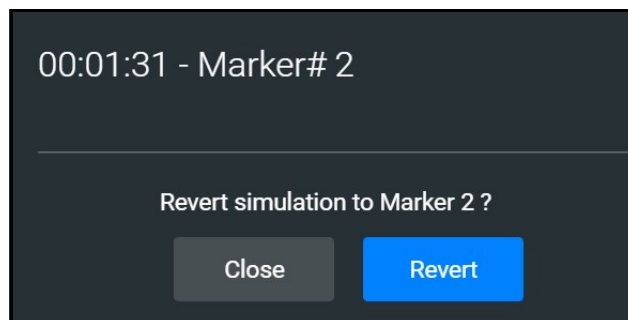 00:01:31 - Marker# 2
Revert simulation to Marker 2 ?
Close
Revert